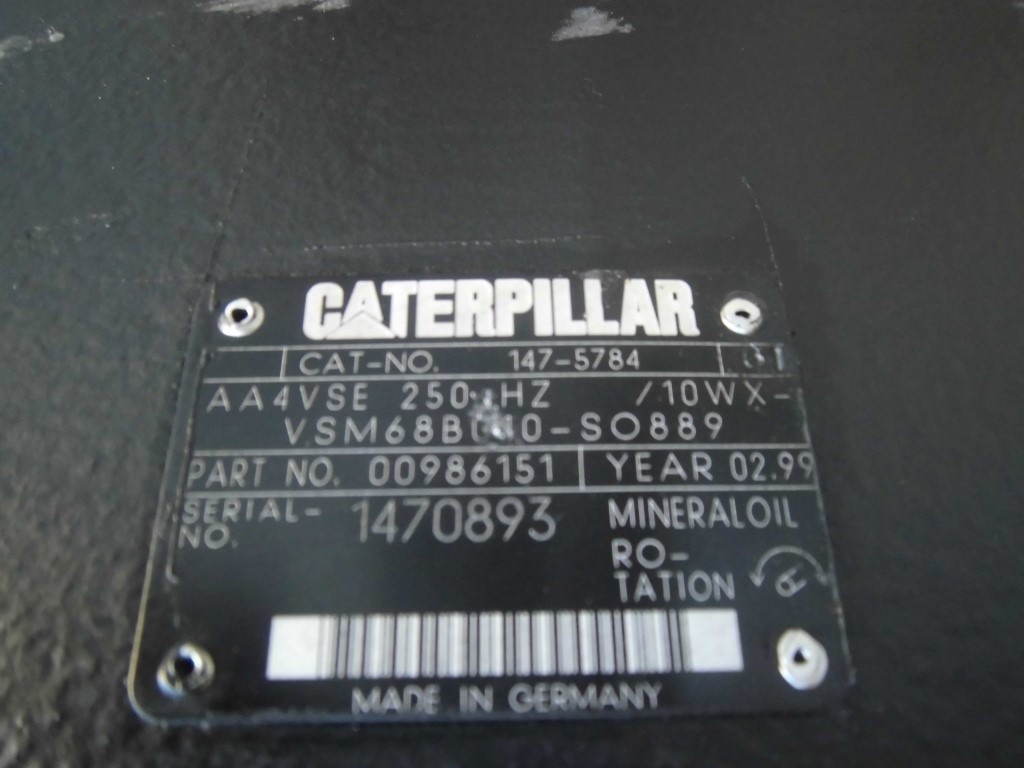 CATERPILLAR
CAT-NO. 147-5784
AA4VSE 250 HZ /10WX-
-SO889
PART NO. 00986151 YEAR 02.99
SERIAL-NO. 1470893 MINERALOIL
RO-
TATION
MADE IN GERMANY